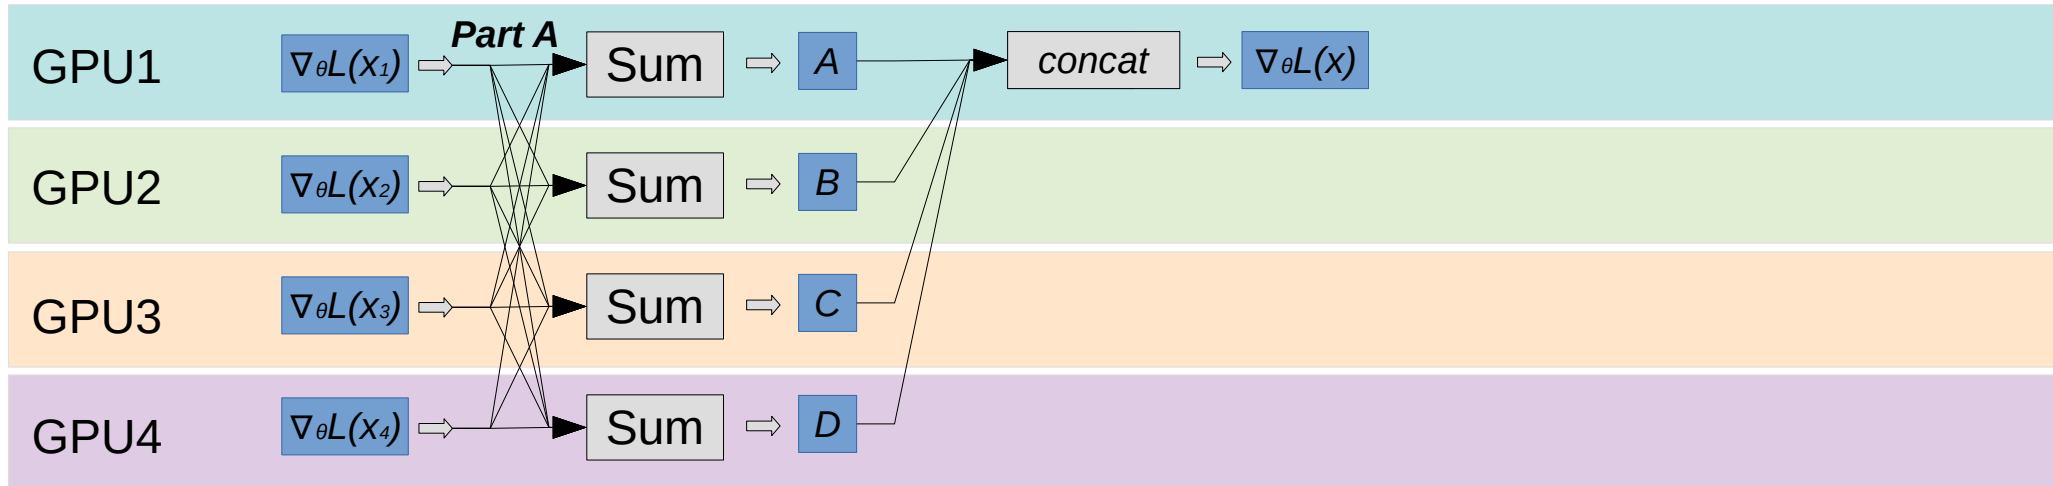 Part A
GPU1 ∇θL(x1) Sum A concat ∇θL(x)
GPU2 ∇θL(x2) Sum B
GPU3 ∇θL(x3) Sum C
GPU4 ∇θL(x4) Sum D